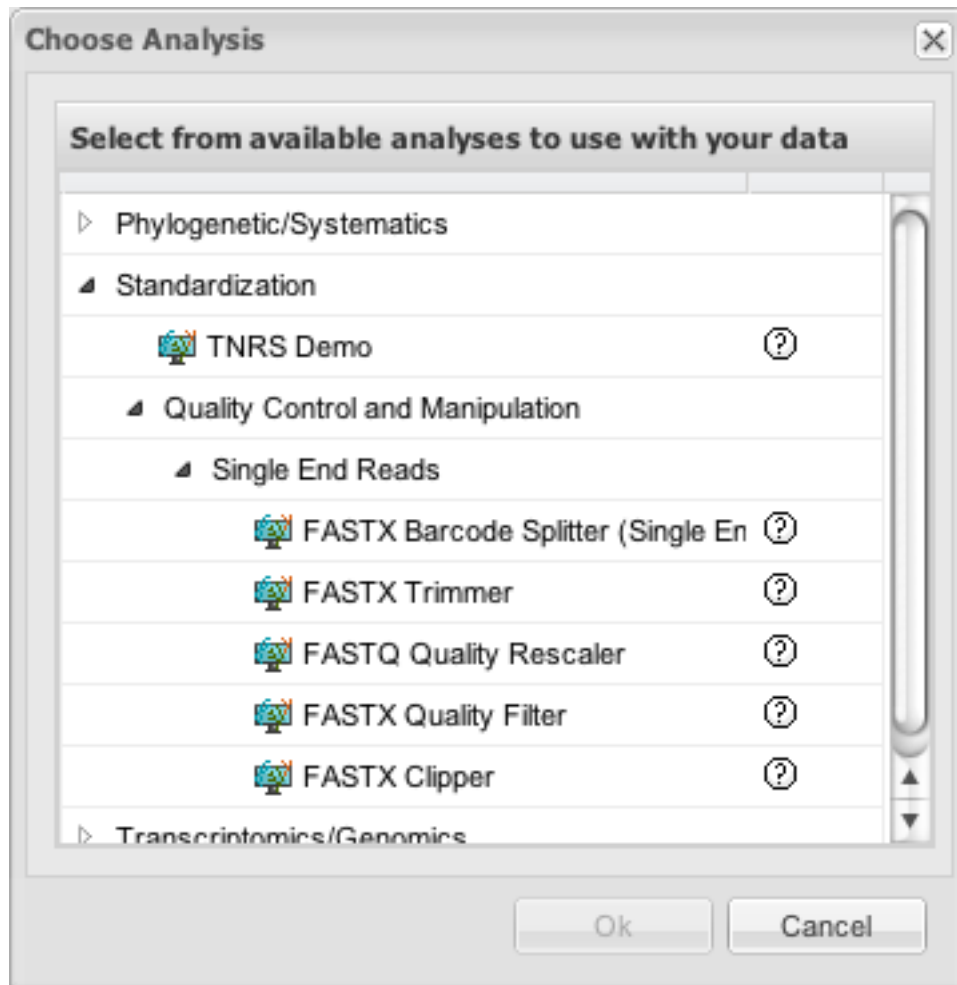 Choose Analysis
Select from available analyses to use with your data
Phylogenetic/Systematics
Standardization
TNRS Demo
Quality Control and Manipulation
Single End Reads
FASTX Barcode Splitter (Single En
FASTX Trimmer
FASTQ Quality Rescaler
FASTX Quality Filter
FASTX Clipper
Transcriptomics/Genomics
Ok
Cancel